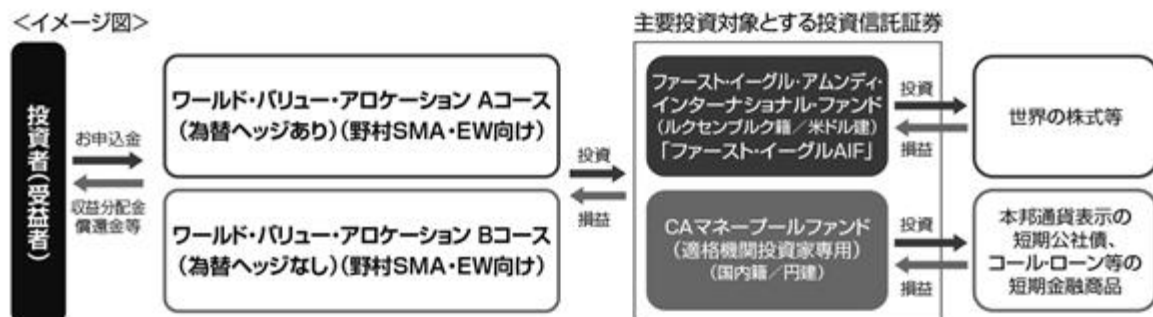 <イメージ図>
主要投資対象とする投資信託証券
投資者(受益者)
お申込金
収益分配金
償還金等
ワールド・バリュー・アロケーション Aコース
(為替ヘッジあり)(野村SMA・EW向け)
ワールド・バリュー・アロケーション Bコース
(為替ヘッジなし)(野村SMA・EW向け)
投資
損益
ファースト・イーグル・アムンディ・
インターナショナル・ファンド
(ルクセンブルク籍/米ドル建)
「ファースト・イーグルAIF」
投資
損益
世界の株式等
CAマネープールファンド
(適格機関投資家専用)
(国内籍/円建)
投資
損益
本邦通貨表示の
短期公社債、
コール・ローン等の
短期金融商品